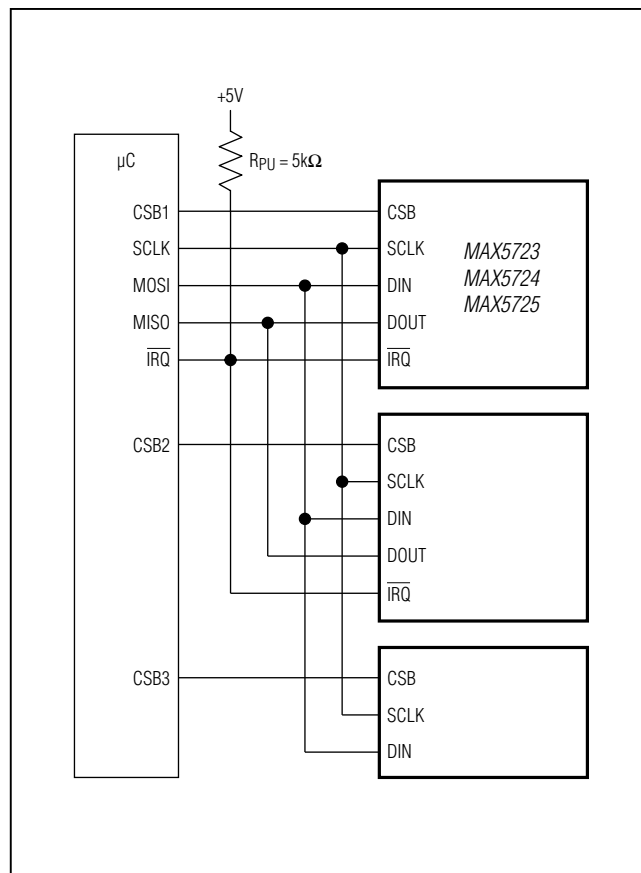 +5V
RPU = 5kΩ
µC
CSB1
SCLK
MOSI
MISO
IRQ
CSB2
CSB3
CSB
SCLK
DIN
DOUT
IRQ
MAX5723
MAX5724
MAX5725
CSB
SCLK
DIN
DOUT
IRQ
CSB
SCLK
DIN